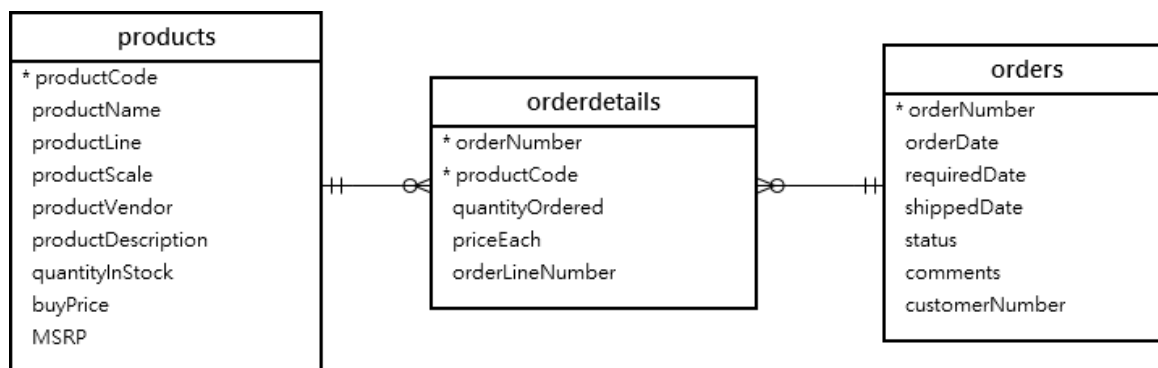 products
* productCode
productName
productLine
productScale
productVendor
productDescription
quantityInStock
buyPrice
MSRP
orderdetails
* orderNumber
* productCode
quantityOrdered
priceEach
orderLineNumber
orders
* orderNumber
orderDate
requiredDate
shippedDate
status
comments
customerNumber